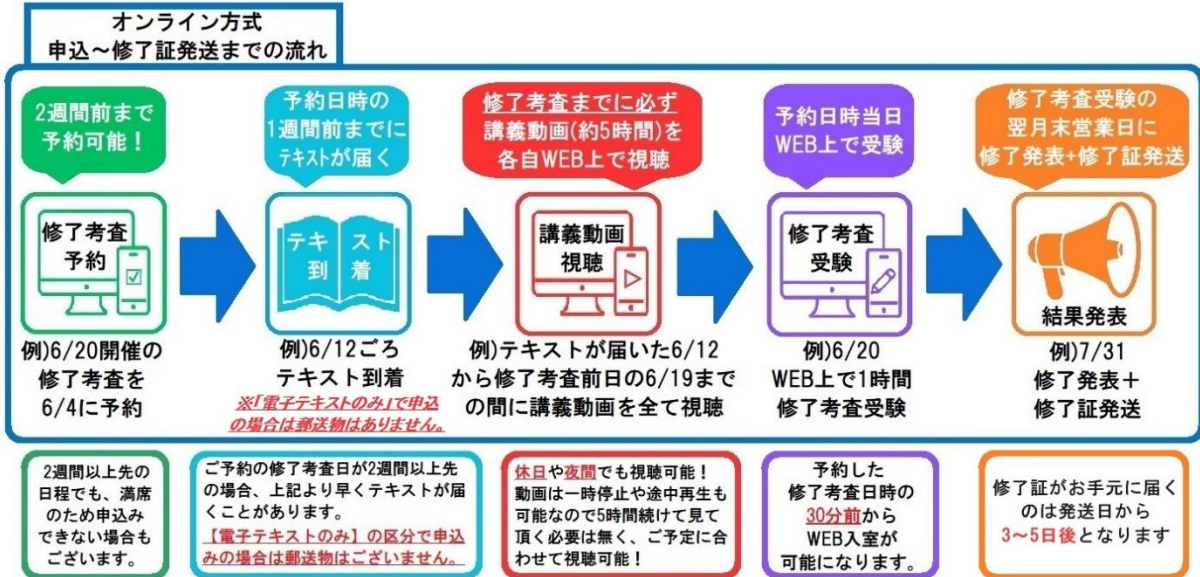 オンライン方式
申込～修了証発送までの流れ
2週間前まで
予約可能！
修了考査
予約
例)6/20開催の
修了考査を
6/4に予約
予約日時の
1週間前までに
テキストが届く
テキスト
到着
例)6/12ごろ
テキスト到着
※「電子テキストのみ」で申込
の場合は郵送物はありません。
修了考査までに必ず
講義動画(約5時間)を
各自WEB上で視聴
講義動画
視聴
例)テキストが届いた6/12
から修了考査前日の6/19まで
の間に講義動画を全て視聴
予約日時当日
WEB上で受験
修了考査
受験
例)6/20
WEB上で1時間
修了考査受験
修了考査受験の
翌月末営業日に
修了発表+修了証発送
結果発表
例)7/31
修了発表＋
修了証発送
2週間以上先の
日程でも、満席
のため申込み
できない場合も
ございます。
ご予約の修了考査日が2週間以上先
の場合、上記より早くテキストが届
くことがあります。
【電子テキストのみ】の区分で申込
みの場合は郵送物はございません。
休日や夜間でも視聴可能！
動画は一時停止や途中再生も
可能なので5時間続けて見て
頂く必要は無く、ご予定に合
わせて視聴可能！
予約した
修了考査日時の
30分前から
WEB入室が
可能になります。
修了証がお手元に届く
のは発送日から
3～5日後となります